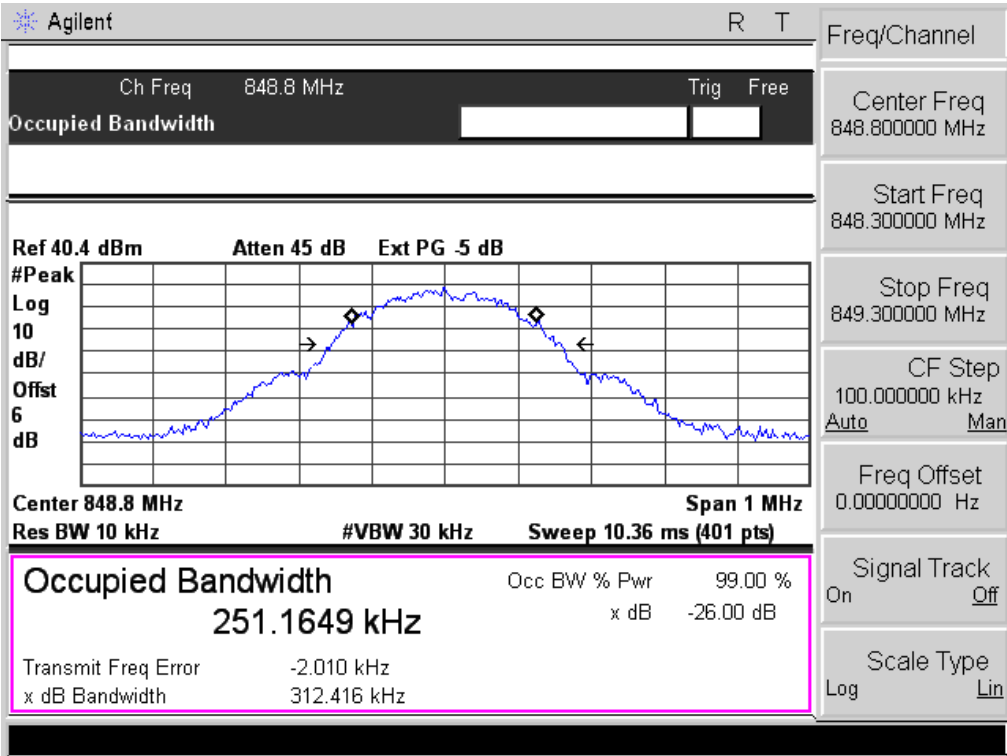 Agilent R T
Ch Freq 848.8 MHz Trig Free
Occupied Bandwidth
Ref 40.4 dBm Atten 45 dB Ext PG -5 dB
#Peak
Log
10
dB/
Offst
6
dB
Center 848.8 MHz Span 1 MHz
Res BW 10 kHz #VBW 30 kHz Sweep 10.36 ms (401 pts)
Occupied Bandwidth Occ BW % Pwr 99.00 %
251.1649 kHz x dB -26.00 dB
Transmit Freq Error -2.010 kHz
x dB Bandwidth 312.416 kHz
Freq/Channel
Center Freq
848.800000 MHz
Start Freq
848.300000 MHz
Stop Freq
849.300000 MHz
CF Step
100.000000 kHz
Auto Man
Freq Offset
0.00000000 Hz
Signal Track
On Off
Scale Type
Log Lin